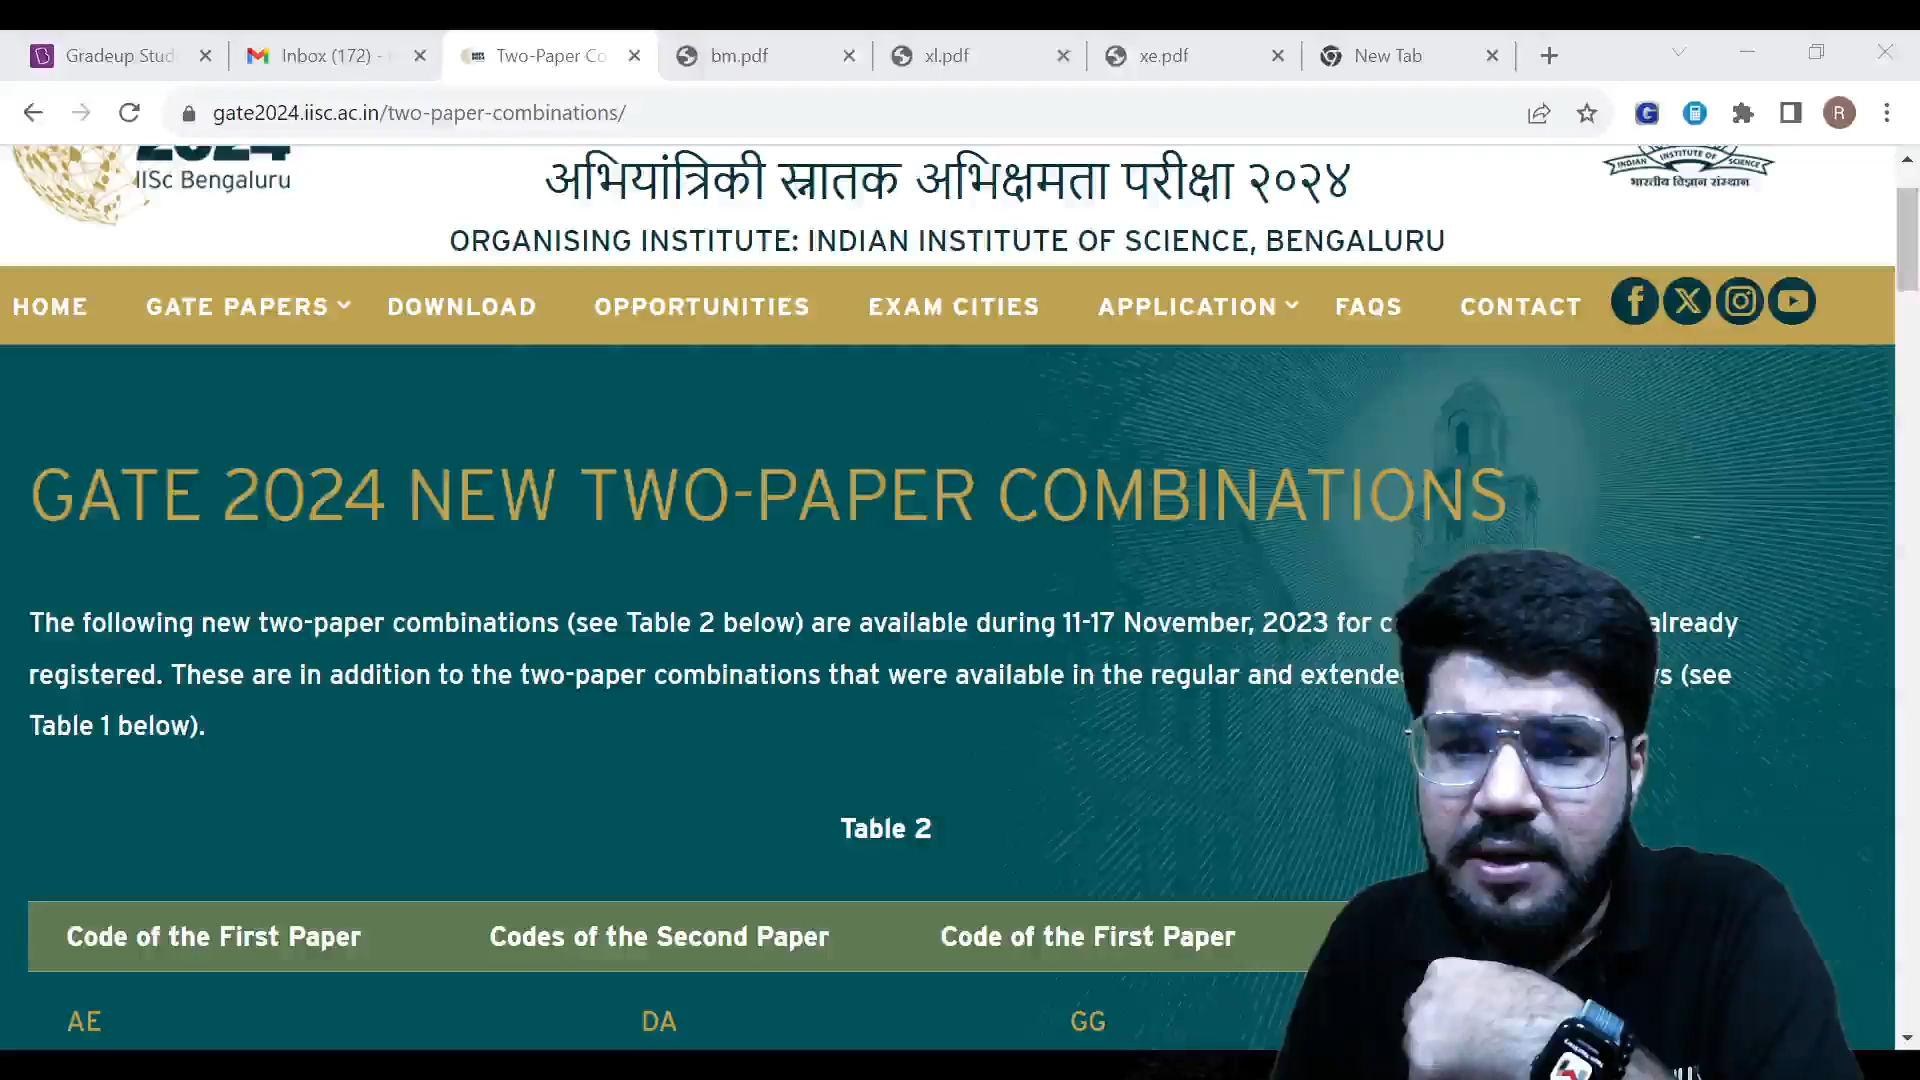 Gradeup Stud
Inbox (172) -
Two-Paper Co
bm.pdf
xl.pdf
xe.pdf
New Tab
gate2024.iisc.ac.in/two-paper-combinations/
R
2024
IISc Bengaluru
अभियांत्रिकी स्नातक अभिक्षमता परीक्षा २०२४
INDIAN INSTITUTE OF SCIENCE
भारतीय विज्ञान संस्थान
ORGANISING INSTITUTE: INDIAN INSTITUTE OF SCIENCE, BENGALURU
HOME GATE PAPERS DOWNLOAD OPPORTUNITIES EXAM CITIES APPLICATION FAQS CONTACT
GATE 2024 NEW TWO-PAPER COMBINATIONS
The following new two-paper combinations (see Table 2 below) are available during 11-17 November, 2023 for c already
registered. These are in addition to the two-paper combinations that were available in the regular and extende s (see
Table 1 below).
Table 2
Code of the First Paper Codes of the Second Paper Code of the First Paper
AE DA GG